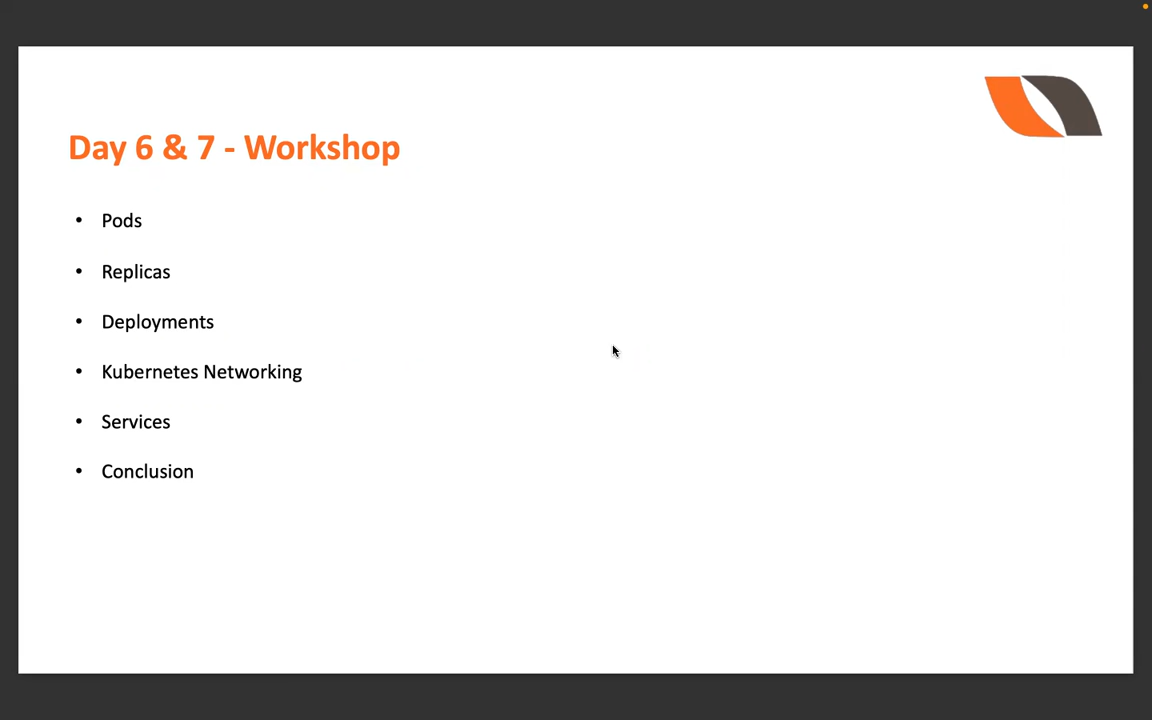 Day 6 & 7 - Workshop
• Pods
• Replicas
• Deployments
• Kubernetes Networking
• Services
• Conclusion